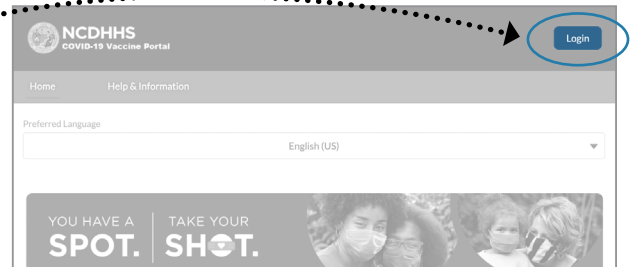 NCDHHS
COVID-19 Vaccine Portal
Login
Home Help & Information
Preferred Language
English (US)
YOU HAVE A TAKE YOUR
SPOT. SHOT.